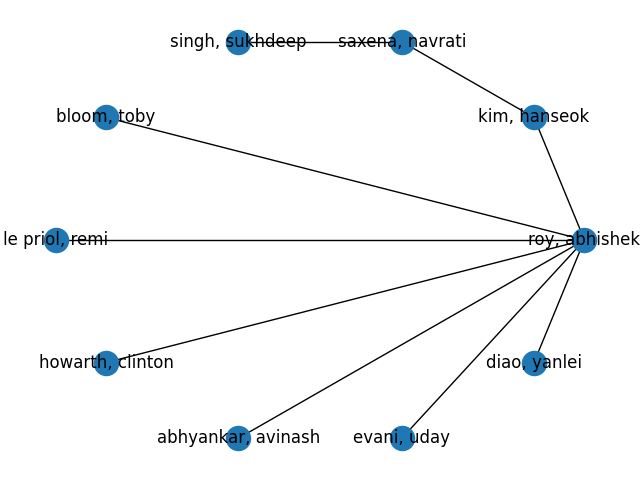 singh, sukhdeep
saxena, navrati
bloom, toby
kim, hanseok
le priol, remi
roy, abhishek
howarth, clinton
diao, yanlei
abhyankar, avinash
evani, uday